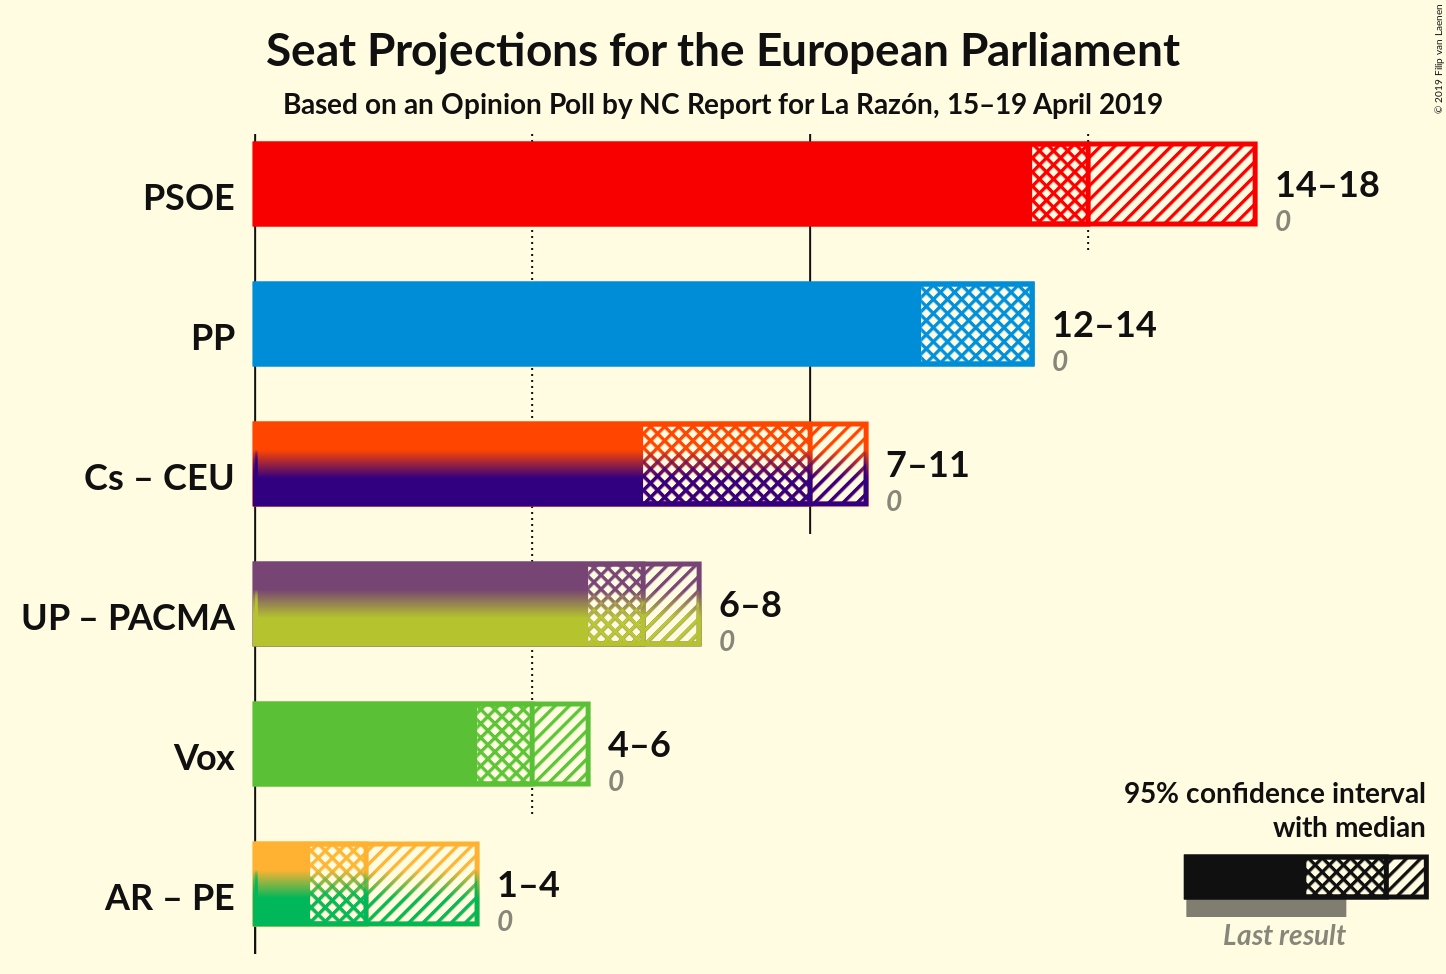 Seat Projections for the European Parliament
Based on an Opinion Poll by NC Report for La Razón, 15–19 April 2019
© 2019 Filip van Laenen
PSOE
14–18
0
PP
12–14
0
Cs – CEU
7–11
0
UP – PACMA
6–8
0
Vox
4–6
0
AR – PE
1–4
0
95% confidence interval
with median
Last result